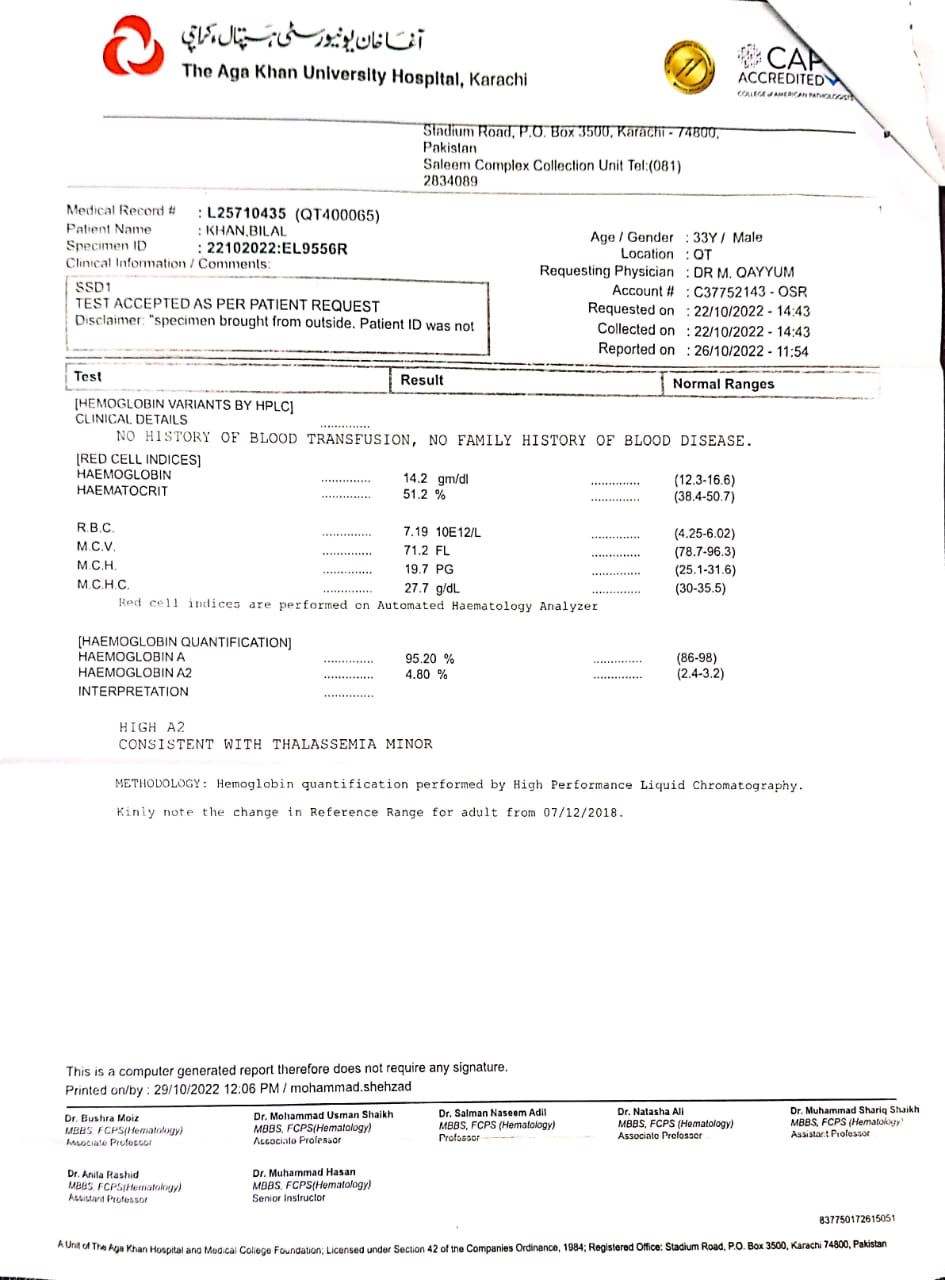 آغا خان یونیورسٹی ہسپتال، کراچی
The Aga Khan University Hospital, Karachi
CAP
ACCREDITED
COLLEGE of AMERICAN PATHOLOGISTS
Stadium Road, P.O. Box 3500, Karachi - 74800,
Pakistan
Saleem Complex Collection Unit Tel:(081)
2834089
Medical Record # : L25710435 (QT400065)
Patient Name : KHAN,BILAL
Specimen ID : 22102022:EL9556R
Clinical Information / Comments:
Age / Gender : 33Y / Male
Location : QT
Requesting Physician : DR M. QAYYUM
Account # : C37752143 - OSR
Requested on : 22/10/2022 - 14:43
Collected on : 22/10/2022 - 14:43
Reported on : 26/10/2022 - 11:54
SSD1
TEST ACCEPTED AS PER PATIENT REQUEST
Disclaimer: "specimen brought from outside. Patient ID was not
Test Result Normal Ranges
[HEMOGLOBIN VARIANTS BY HPLC]
CLINICAL DETAILS ..............
NO HISTORY OF BLOOD TRANSFUSION, NO FAMILY HISTORY OF BLOOD DISEASE.
[RED CELL INDICES]
HAEMOGLOBIN .............. 14.2 gm/dl .............. (12.3-16.6)
HAEMATOCRIT .............. 51.2 % .............. (38.4-50.7)
R.B.C. .............. 7.19 10E12/L .............. (4.25-6.02)
M.C.V. .............. 71.2 FL .............. (78.7-96.3)
M.C.H. .............. 19.7 PG .............. (25.1-31.6)
M.C.H.C. .............. 27.7 g/dL .............. (30-35.5)
Red cell indices are performed on Automated Haematology Analyzer
[HAEMOGLOBIN QUANTIFICATION]
HAEMOGLOBIN A .............. 95.20 % .............. (86-98)
HAEMOGLOBIN A2 .............. 4.80 % .............. (2.4-3.2)
INTERPRETATION ..............
HIGH A2
CONSISTENT WITH THALASSEMIA MINOR
METHODOLOGY: Hemoglobin quantification performed by High Performance Liquid Chromatography.
Kinly note the change in Reference Range for adult from 07/12/2018.
This is a computer generated report therefore does not require any signature.
Printed on/by : 29/10/2022 12:06 PM / mohammad.shehzad
Dr. Bushra Moiz
MBBS, FCPS(Hematology)
Associate Professor
Dr. Mohammad Usman Shaikh
MBBS, FCPS(Hematology)
Associate Professor
Dr. Salman Naseem Adil
MBBS, FCPS (Hematology)
Professor
Dr. Natasha Ali
MBBS, FCPS (Hematology)
Associate Professor
Dr. Muhammad Shariq Shaikh
MBBS, FCPS (Hematology)
Assistant Professor
Dr. Anila Rashid
MBBS, FCPS(Hematology)
Assistant Professor
Dr. Muhammad Hasan
MBBS, FCPS(Hematology)
Senior Instructor
837750172615051
A Unit of The Aga Khan Hospital and Medical College Foundation; Licensed under Section 42 of the Companies Ordinance, 1984; Registered Office: Stadium Road, P.O. Box 3500, Karachi 74800, Pakistan